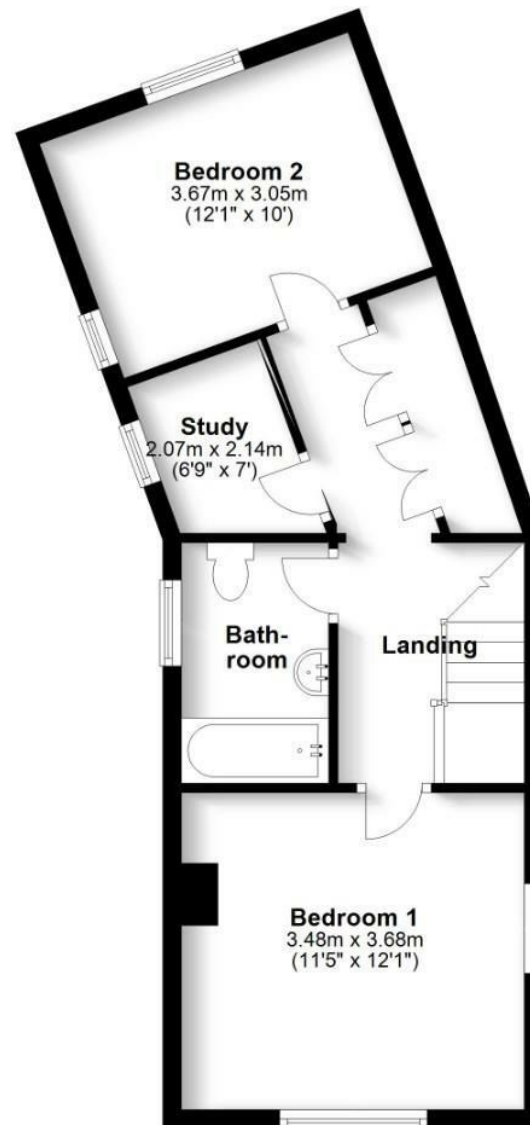 Bedroom 2
3.67m x 3.05m
(12'1" x 10')
Study
2.07m x 2.14m
(6'9" x 7')
Bath-
room
Landing
Bedroom 1
3.48m x 3.68m
(11'5" x 12'1")